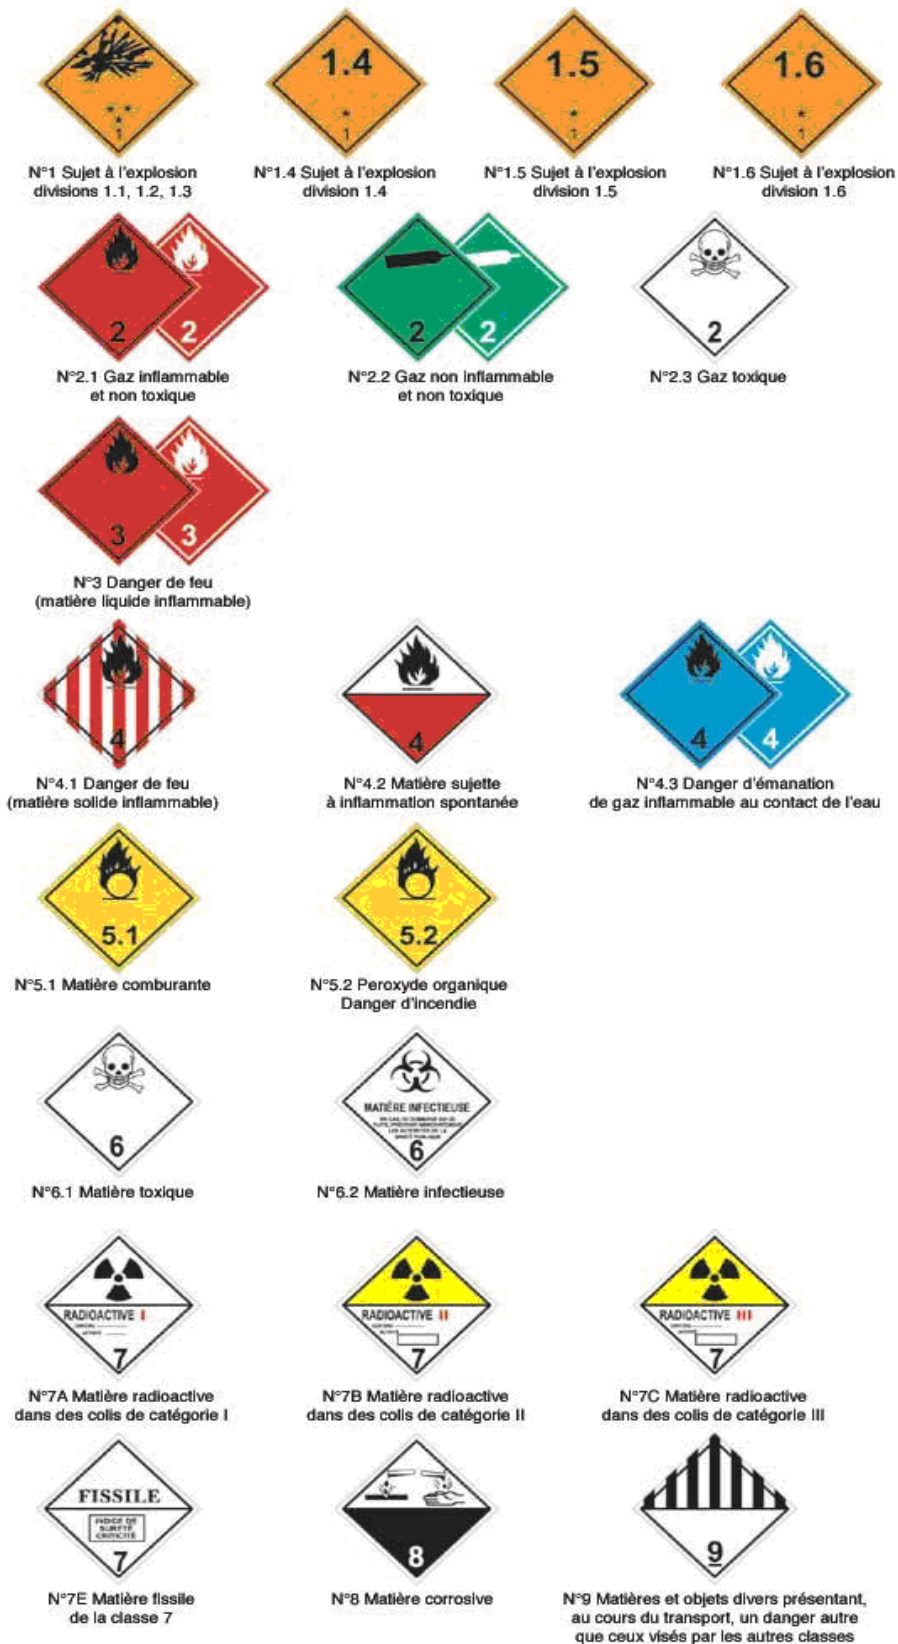 1.4 1.5 1.6
1 1 1 1
N°1 Sujet à l'explosion
divisions 1.1, 1.2, 1.3
N°1.4 Sujet à l'explosion
division 1.4
N°1.5 Sujet à l'explosion
division 1.5
N°1.6 Sujet à l'explosion
division 1.6
2 2 2 2 2
N°2.1 Gaz inflammable
et non toxique
N°2.2 Gaz non inflammable
et non toxique
N°2.3 Gaz toxique
3 3
N°3 Danger de feu
(matière liquide inflammable)
4 4 4 4
N°4.1 Danger de feu
(matière solide inflammable)
N°4.2 Matière sujette
à inflammation spontanée
N°4.3 Danger d'émanation
de gaz inflammable au contact de l'eau
5.1 5.2
N°5.1 Matière comburante
N°5.2 Peroxyde organique
Danger d'incendie
6
MATIÈRE INFECTIEUSE
6
N°6.1 Matière toxique
N°6.2 Matière infectieuse
RADIOACTIVE I
7
RADIOACTIVE II
7
RADIOACTIVE III
7
N°7A Matière radioactive
dans des colis de catégorie I
N°7B Matière radioactive
dans des colis de catégorie II
N°7C Matière radioactive
dans des colis de catégorie III
FISSILE
INDICE DE
SURETÉ
CRITICITÉ
7
8
9
N°7E Matière fissile
de la classe 7
N°8 Matière corrosive
N°9 Matières et objets divers présentant,
au cours du transport, un danger autre
que ceux visés par les autres classes